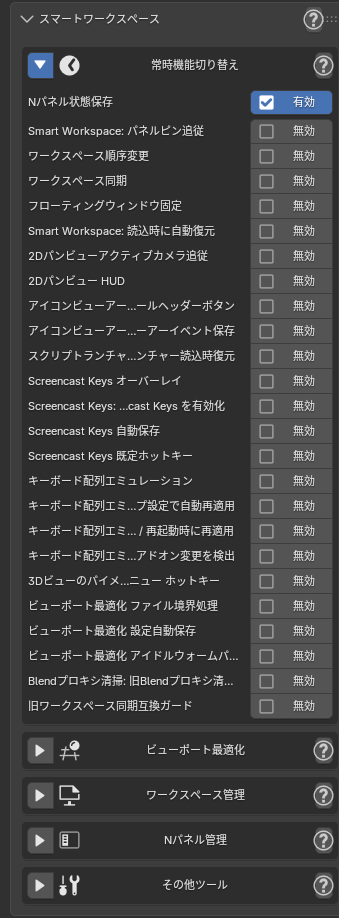 スマートワークスペース
常時機能切り替え
Nパネル状態保存 有効
Smart Workspace: パネルピン追従 無効
ワークスペース順序変更 無効
ワークスペース同期 無効
フローティングウィンドウ固定 無効
Smart Workspace: 読込時に自動復元 無効
2Dパンビューアクティブカメラ追従 無効
2Dパンビュー HUD 無効
アイコンビューアー...ールヘッダーボタン 無効
アイコンビューアー...ーアーイベント保存 無効
スクリプトランチャ...ンチャー読込時復元 無効
Screencast Keys オーバーレイ 無効
Screencast Keys: ...cast Keys を有効化 無効
Screencast Keys 自動保存 無効
Screencast Keys 既定ホットキー 無効
キーボード配列エミュレーション 無効
キーボード配列エミ...プ設定で自動再適用 無効
キーボード配列エミ... / 再起動時に再適用 無効
キーボード配列エミ...アドオン変更を検出 無効
3Dビューのパイメ...ニュー ホットキー 無効
ビューポート最適化 ファイル境界処理 無効
ビューポート最適化 設定自動保存 無効
ビューポート最適化 アイドルウォームパ... 無効
Blendプロキシ清掃: 旧Blendプロキシ清... 無効
旧ワークスペース同期互換ガード 無効
ビューポート最適化
ワークスペース管理
Nパネル管理
その他ツール